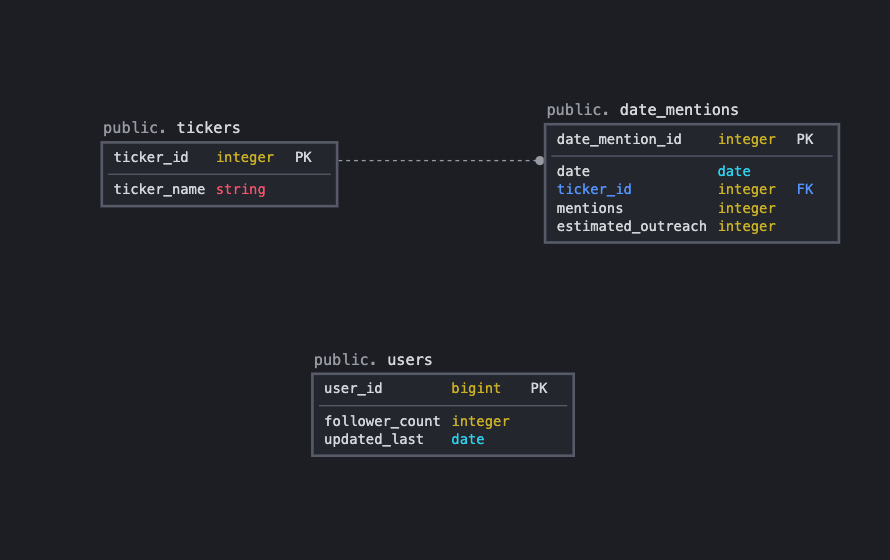 public. tickers
ticker_id integer PK
ticker_name string
public. date_mentions
date_mention_id integer PK
date date
ticker_id integer FK
mentions integer
estimated_outreach integer
public. users
user_id bigint PK
follower_count integer
updated_last date